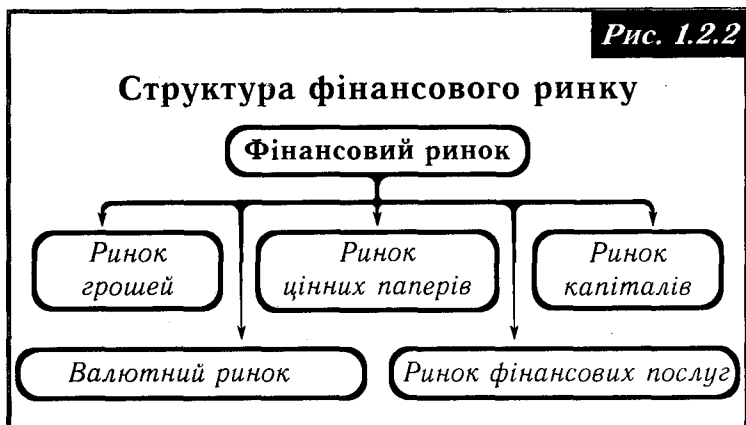 Рис. 1.2.2
Структура фінансового ринку
Фінансовий ринок
Ринок
грошей
Ринок
цінних паперів
Ринок
капіталів
Валютний ринок
Ринок фінансових послуг